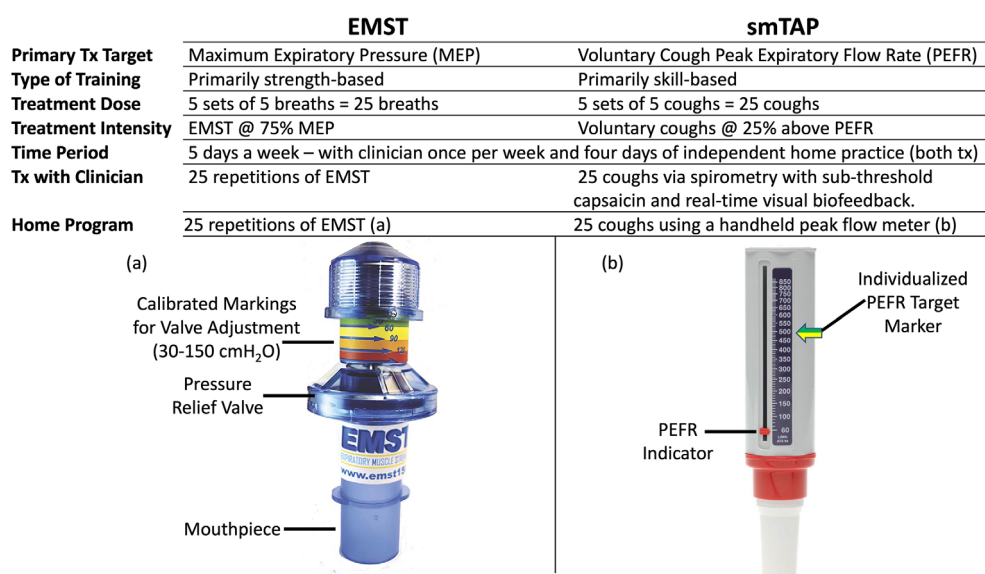 EMST smTAP
Primary Tx Target Maximum Expiratory Pressure (MEP) Voluntary Cough Peak Expiratory Flow Rate (PEFR)
Type of Training Primarily strength-based Primarily skill-based
Treatment Dose 5 sets of 5 breaths = 25 breaths 5 sets of 5 coughs = 25 coughs
Treatment Intensity EMST @ 75% MEP Voluntary coughs @ 25% above PEFR
Time Period 5 days a week – with clinician once per week and four days of independent home practice (both tx)
Tx with Clinician 25 repetitions of EMST 25 coughs via spirometry with sub-threshold
capsaicin and real-time visual biofeedback.
Home Program 25 repetitions of EMST (a) 25 coughs using a handheld peak flow meter (b)
(a)
Calibrated Markings
for Valve Adjustment
(30-150 cmH₂O)
Pressure
Relief Valve
Mouthpiece
60
90
120
EMST
www.emst15
(b)
Individualized
PEFR Target
Marker
PEFR
Indicator
850
800
750
700
650
600
550
500
450
400
350
300
250
200
150
100
60